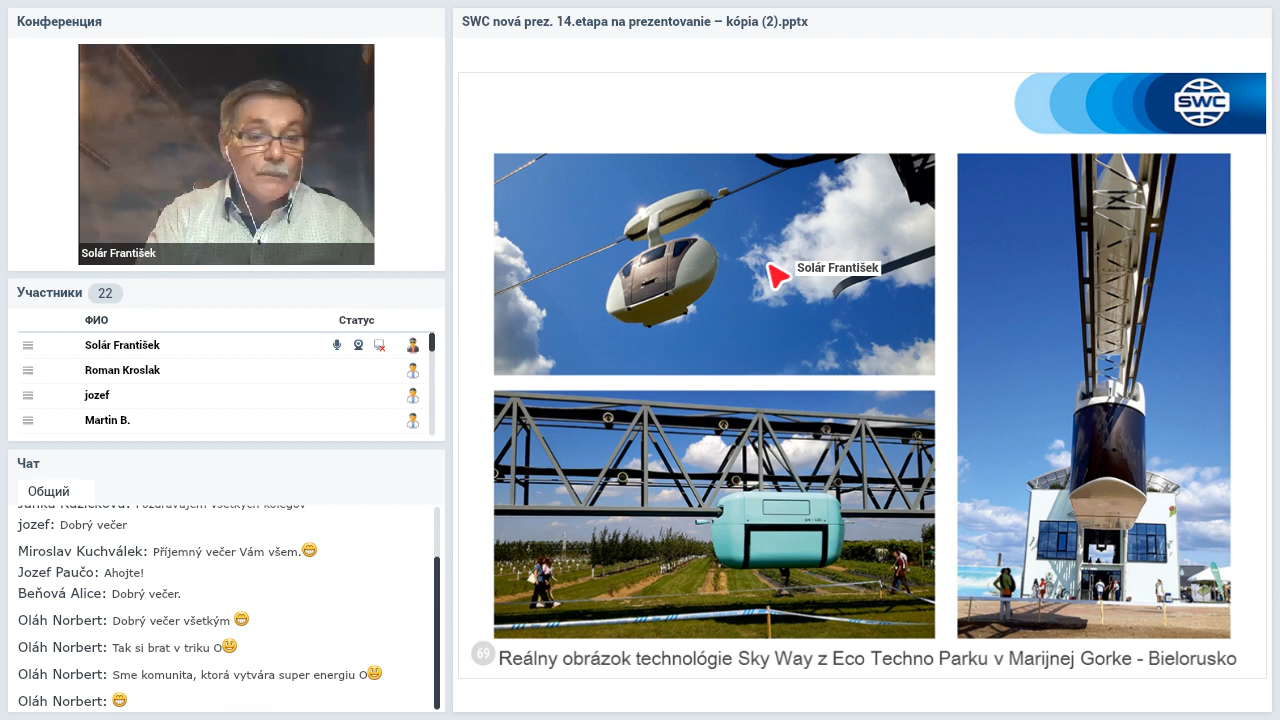 Конференция
Solár František
Участники 22
ФИО Статус
Solár František
Roman Kroslak
jozef
Martin B.
Чат
Общий
jozef: Dobrý večer
Miroslav Kuchválek: Příjemný večer Vám všem.
Jozef Paučo: Ahojte!
Beňová Alice: Dobrý večer.
Oláh Norbert: Dobrý večer všetkým
Oláh Norbert: Tak si brat v triku O
Oláh Norbert: Sme komunita, ktorá vytvára super energiu O
Oláh Norbert:
SWC nová prez. 14.etapa na prezentovanie – kópia (2).pptx
SWC
Solár František
69 Reálny obrázok technológie Sky Way z Eco Techno Parku v Marijnej Gorke - Bielorusko